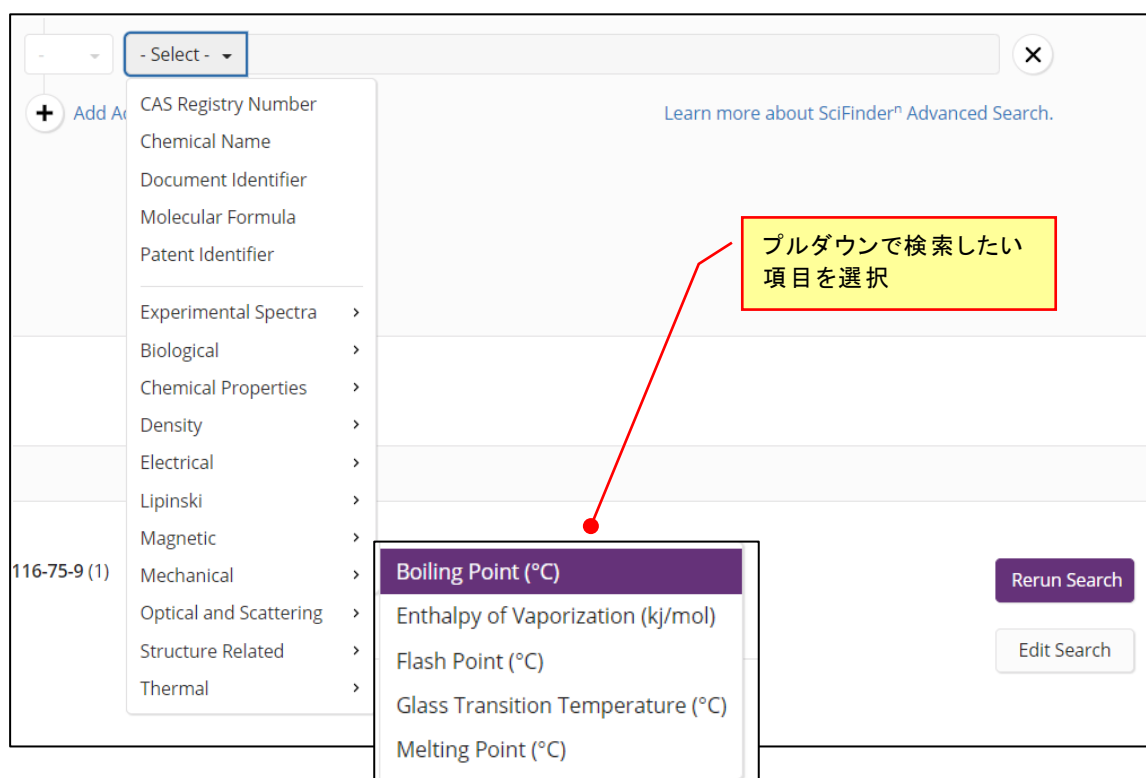 - - Select -
CAS Registry Number
Add Ad
Learn more about SciFinderⁿ Advanced Search.
Chemical Name
Document Identifier
Molecular Formula
Patent Identifier
プルダウンで検索したい
項目を選択
Experimental Spectra
Biological
Chemical Properties
Density
Electrical
Lipinski
Magnetic
116-75-9 (1)
Mechanical
Optical and Scattering
Structure Related
Thermal
Boiling Point (°C)
Enthalpy of Vaporization (kj/mol)
Flash Point (°C)
Glass Transition Temperature (°C)
Melting Point (°C)
Rerun Search
Edit Search